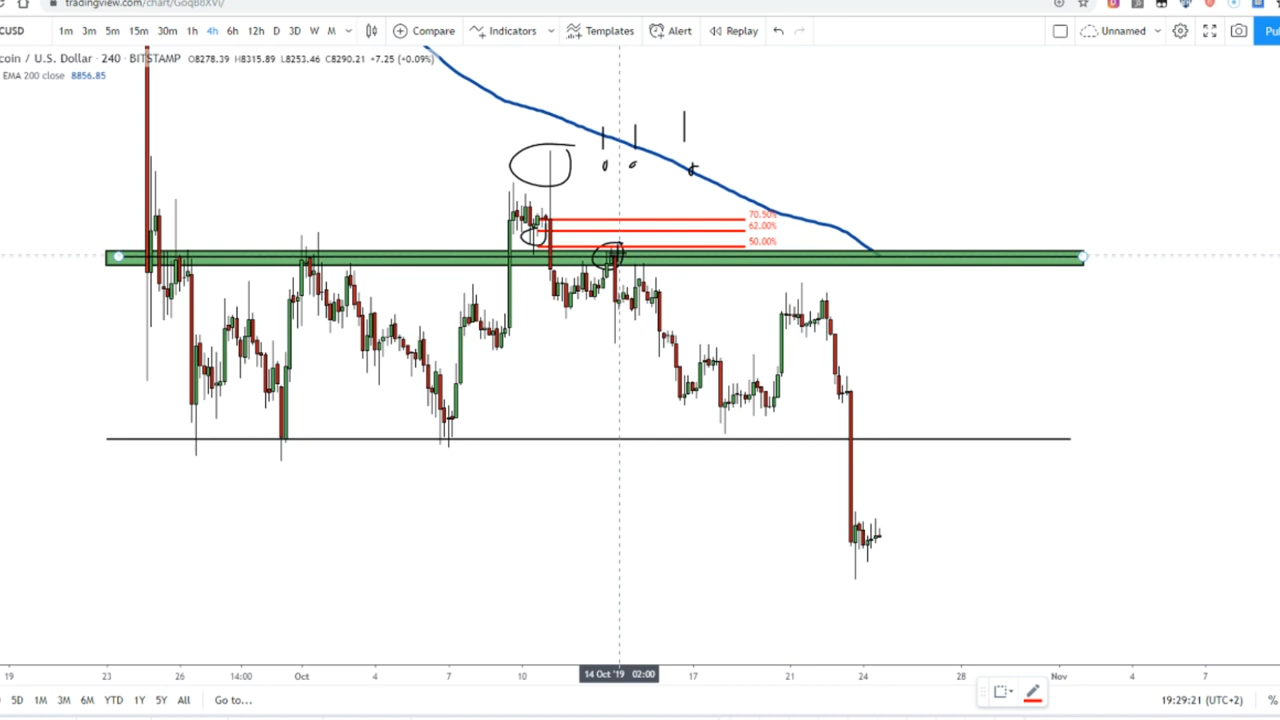 tradingview.com/chart/GoqB8XVi/
CUSD 1m 3m 5m 15m 30m 1h 4h 6h 12h D 3D W M Compare Indicators Templates Alert Replay Unnamed Pu
coin / U.S. Dollar · 240 · BITSTAMP O8278.39 H8315.89 L8253.46 C8290.21 +7.25 (+0.09%)
EMA 200 close 8856.85
70.50%
62.00%
50.00%
19 23 26 14:00 Oct 4 7 10 14 Oct '19 02:00 17 21 24 28 Nov 4 7
5D 1M 3M 6M YTD 1Y 5Y All Go to... 19:29:21 (UTC+2) %